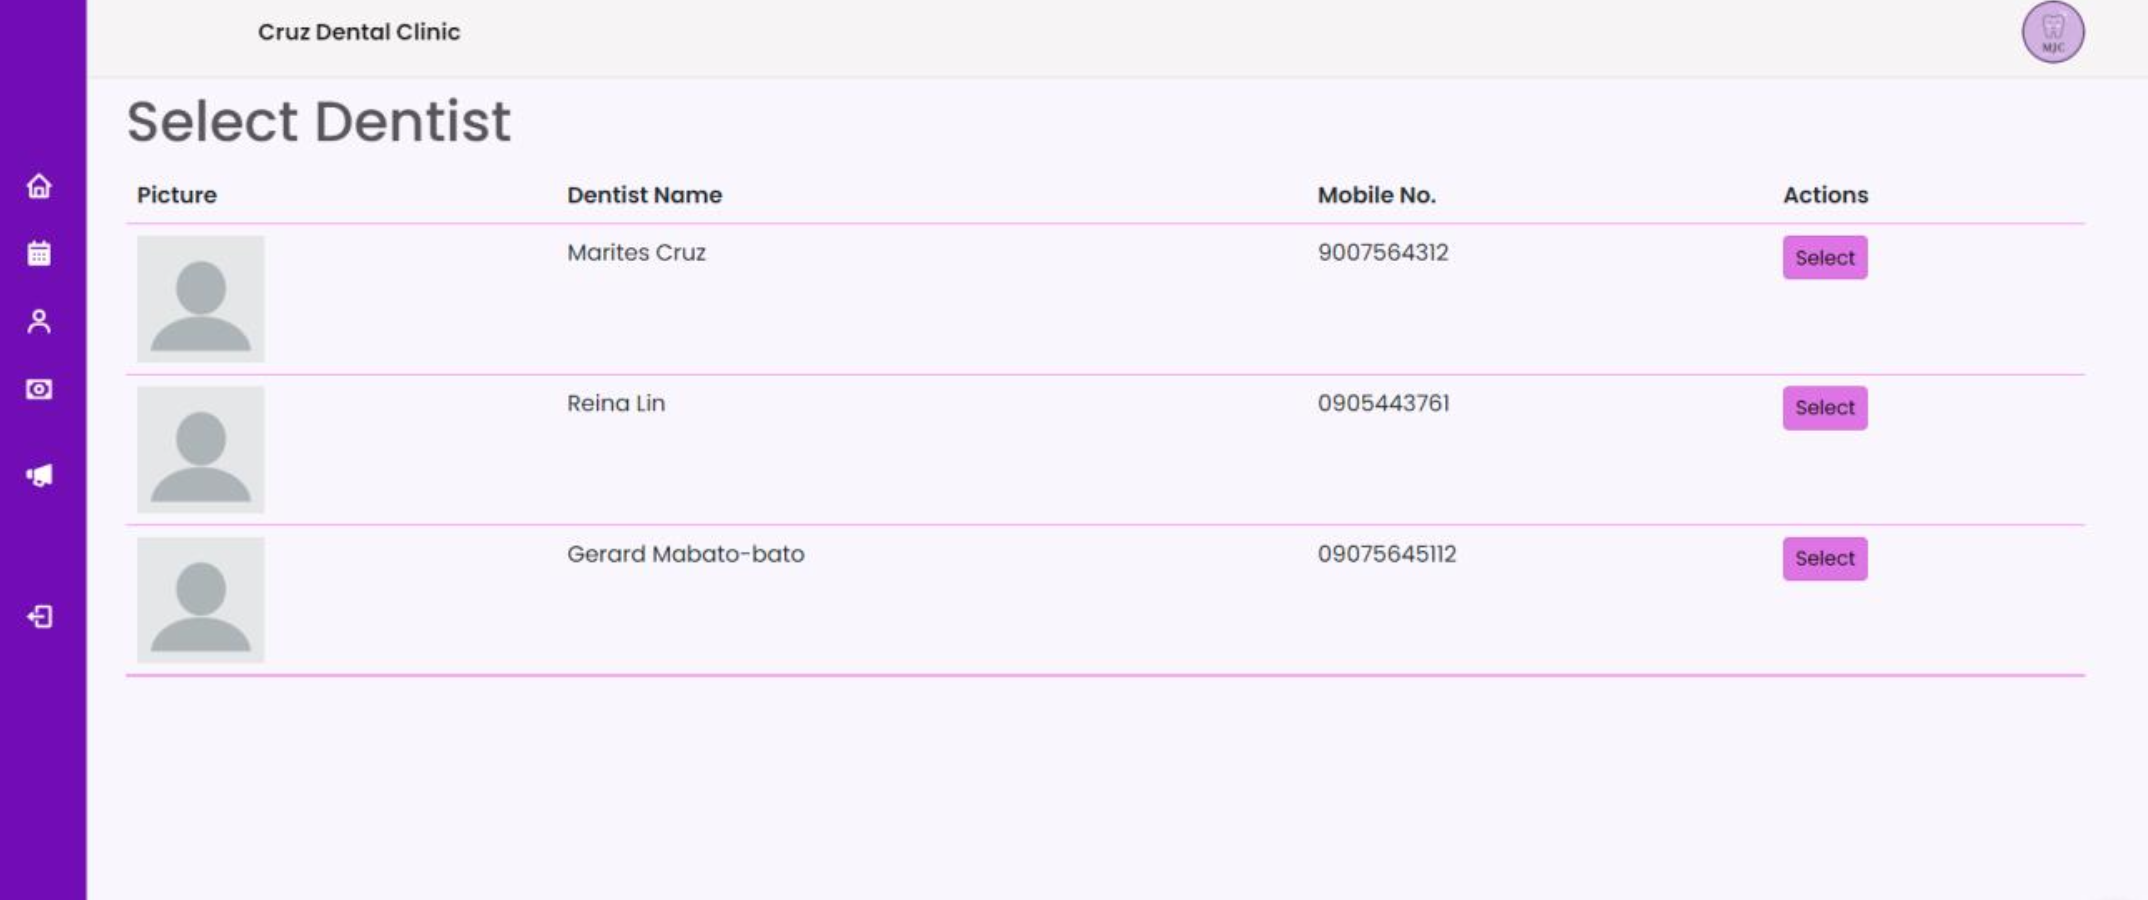 Cruz Dental Clinic
MJC
Select Dentist
Picture Dentist Name Mobile No. Actions
Marites Cruz 9007564312 Select
Reina Lin 0905443761 Select
Gerard Mabato-bato 09075645112 Select